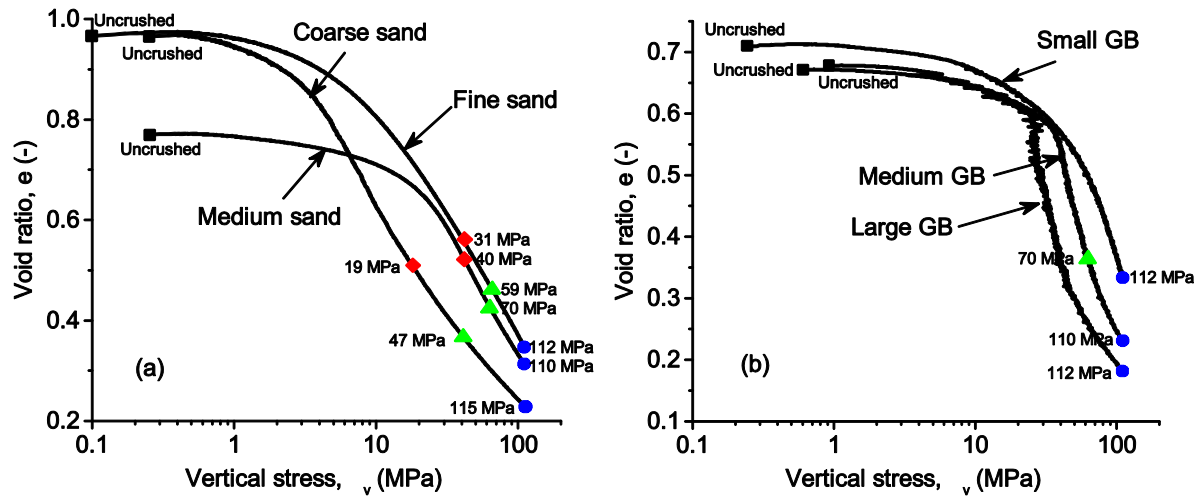 1.0
0.8
0.6
0.4
0.2
0.1
1
10
100
Void ratio, e (-)
Vertical stress, v (MPa)
Uncrushed
Uncrushed
Uncrushed
Coarse sand
Fine sand
Medium sand
31 MPa
40 MPa
19 MPa
59 MPa
70 MPa
47 MPa
112 MPa
110 MPa
115 MPa
(a)
0.7
0.6
0.5
0.4
0.3
0.2
0.1
0.1
1
10
100
Void ratio, e (-)
Vertical stress, v (MPa)
Uncrushed
Uncrushed
Uncrushed
Small GB
Medium GB
Large GB
70 MPa
112 MPa
110 MPa
112 MPa
(b)